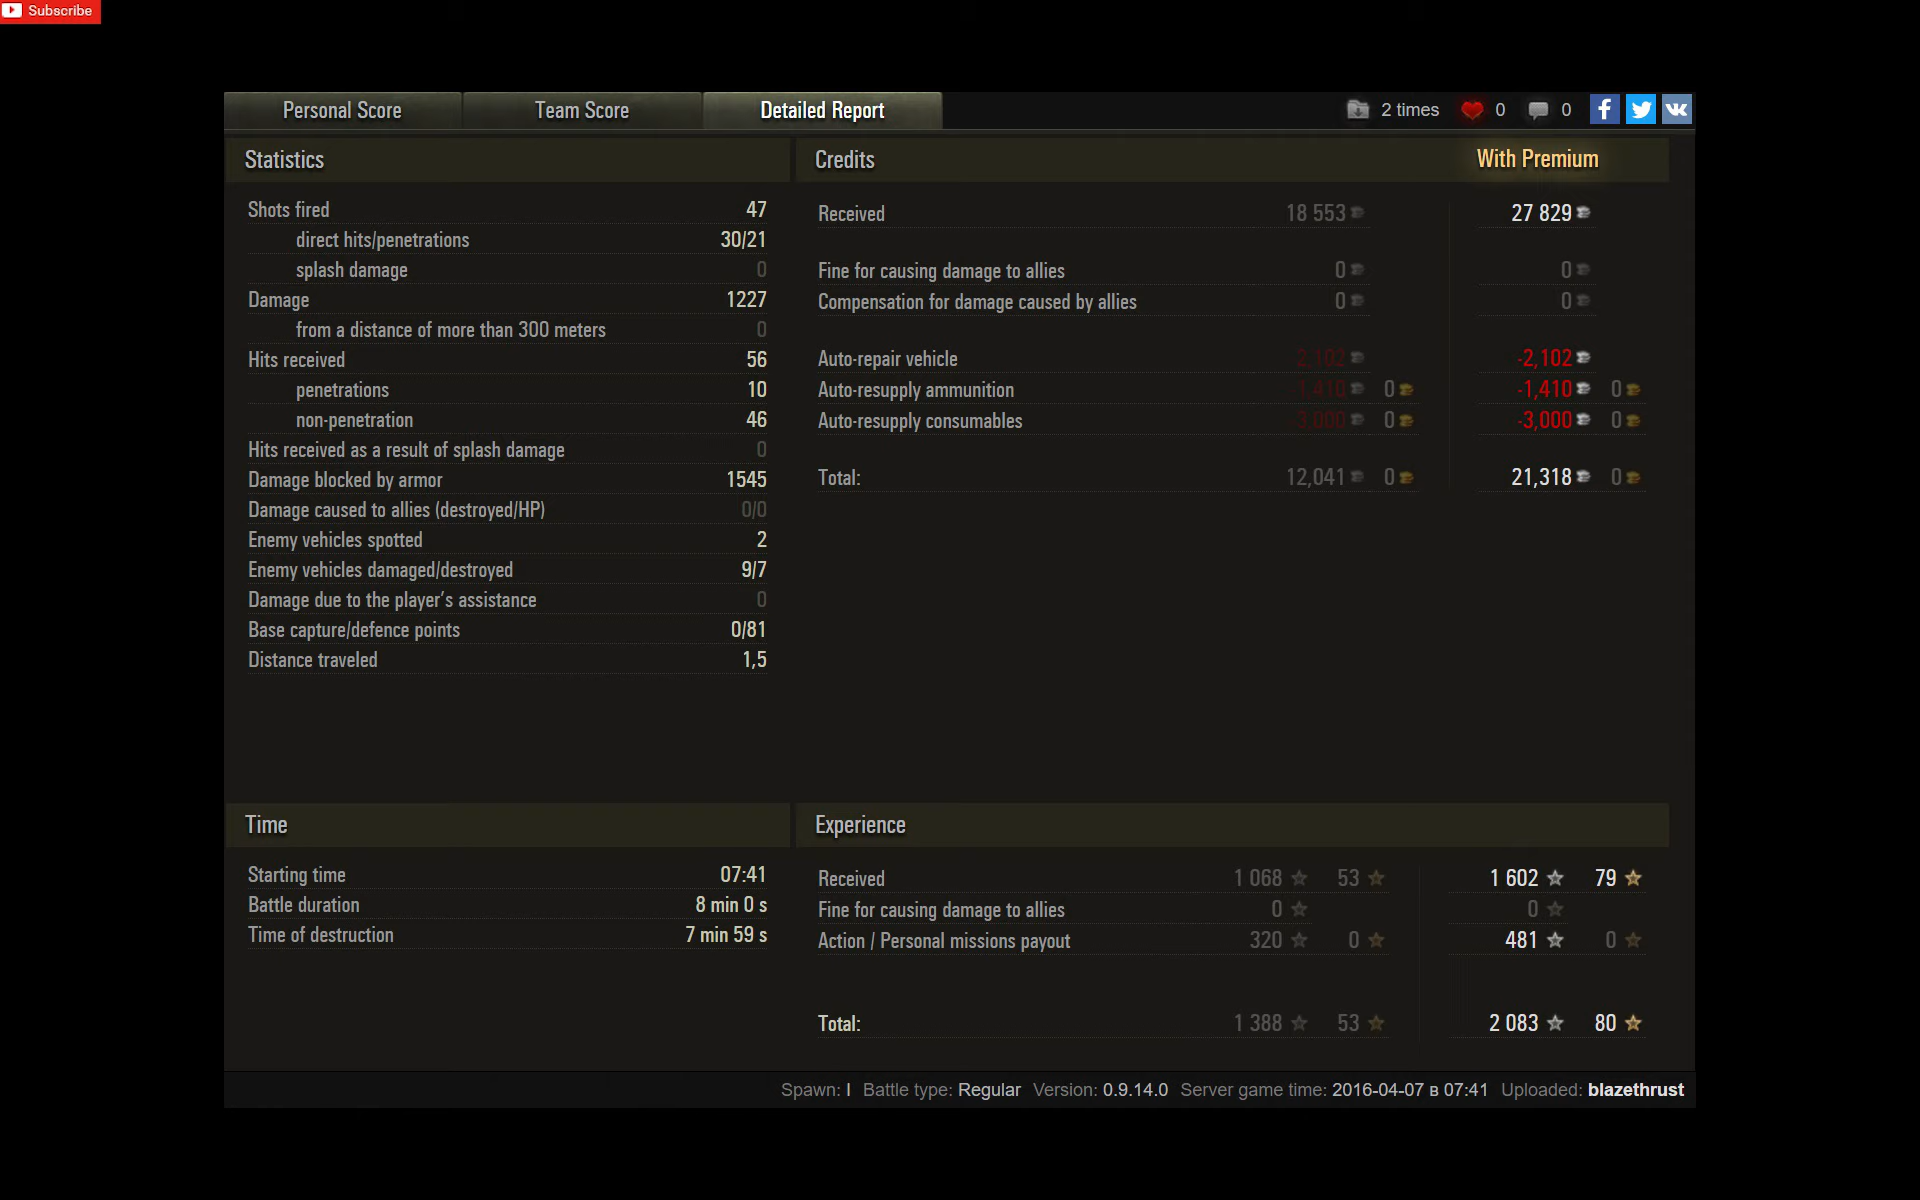 Subscribe
Personal Score Team Score Detailed Report 2 times 0 0
Statistics
Shots fired 47
direct hits/penetrations 30/21
splash damage 0
Damage 1227
from a distance of more than 300 meters 0
Hits received 56
penetrations 10
non-penetration 46
Hits received as a result of splash damage 0
Damage blocked by armor 1545
Damage caused to allies (destroyed/HP) 0/0
Enemy vehicles spotted 2
Enemy vehicles damaged/destroyed 9/7
Damage due to the player's assistance 0
Base capture/defence points 0/81
Distance traveled 1,5
Credits With Premium
Received 18 553 27 829
Fine for causing damage to allies 0 0
Compensation for damage caused by allies 0 0
Auto-repair vehicle -2,102 -2,102
Auto-resupply ammunition -1,410 0 -1,410 0
Auto-resupply consumables -3,000 0 -3,000 0
Total: 12,041 0 21,318 0
Time
Starting time 07:41
Battle duration 8 min 0 s
Time of destruction 7 min 59 s
Experience
Received 1 068 53 1 602 79
Fine for causing damage to allies 0 0
Action / Personal missions payout 320 0 481 0
Total: 1 388 53 2 083 80
Spawn: I Battle type: Regular Version: 0.9.14.0 Server game time: 2016-04-07 в 07:41 Uploaded: blazethrust